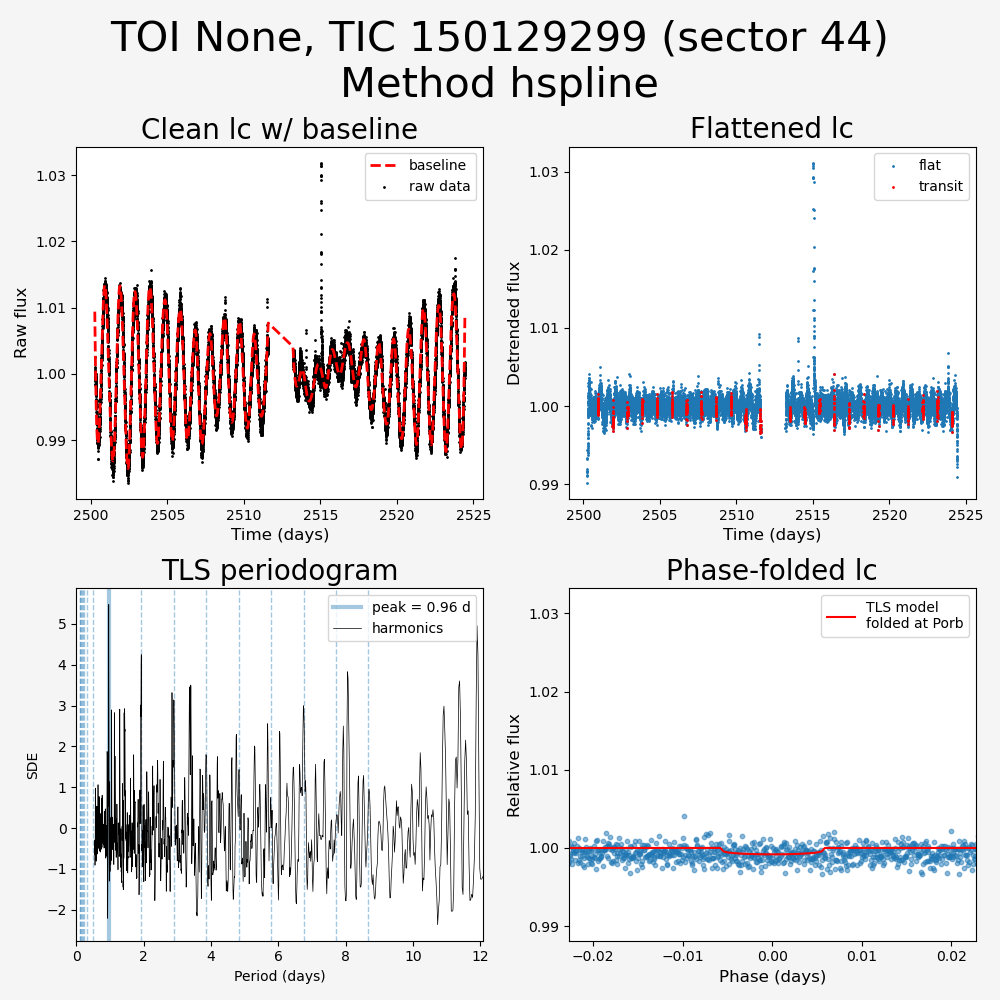 TOI None, TIC 150129299 (sector 44)
Method hspline
Clean lc w/ baseline
Flattened lc
baseline
raw data
flat
transit
Raw flux
1.03
1.02
1.01
1.00
0.99
2500
2505
2510
2515
2520
2525
Time (days)
Detrended flux
1.03
1.02
1.01
1.00
0.99
2500
2505
2510
2515
2520
2525
Time (days)
TLS periodogram
Phase-folded lc
peak = 0.96 d
harmonics
TLS model
folded at Porb
SDE
5
4
3
2
1
0
−1
−2
0
2
4
6
8
10
12
Period (days)
Relative flux
1.03
1.02
1.01
1.00
0.99
−0.02
−0.01
0.00
0.01
0.02
Phase (days)